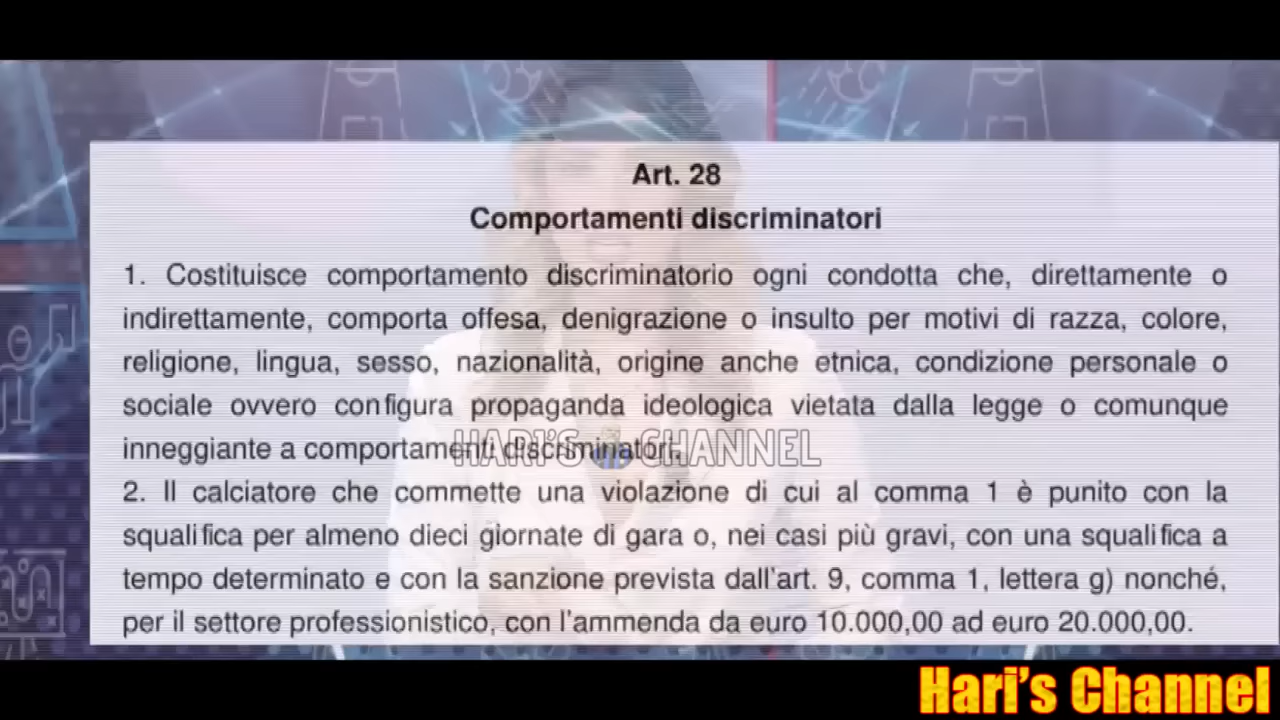 Art. 28
Comportamenti discriminatori
1. Costituisce comportamento discriminatorio ogni condotta che, direttamente o
indirettamente, comporta offesa, denigrazione o insulto per motivi di razza, colore,
religione, lingua, sesso, nazionalità, origine anche etnica, condizione personale o
sociale ovvero configura propaganda ideologica vietata dalla legge o comunque
inneggiante a comportamenti discriminatori.
HARI'S CHANNEL
2. Il calciatore che commette una violazione di cui al comma 1 è punito con la
squalifica per almeno dieci giornate di gara o, nei casi più gravi, con una squalifica a
tempo determinato e con la sanzione prevista dall'art. 9, comma 1, lettera g) nonché,
per il settore professionistico, con l'ammenda da euro 10.000,00 ad euro 20.000,00.
Hari's Channel